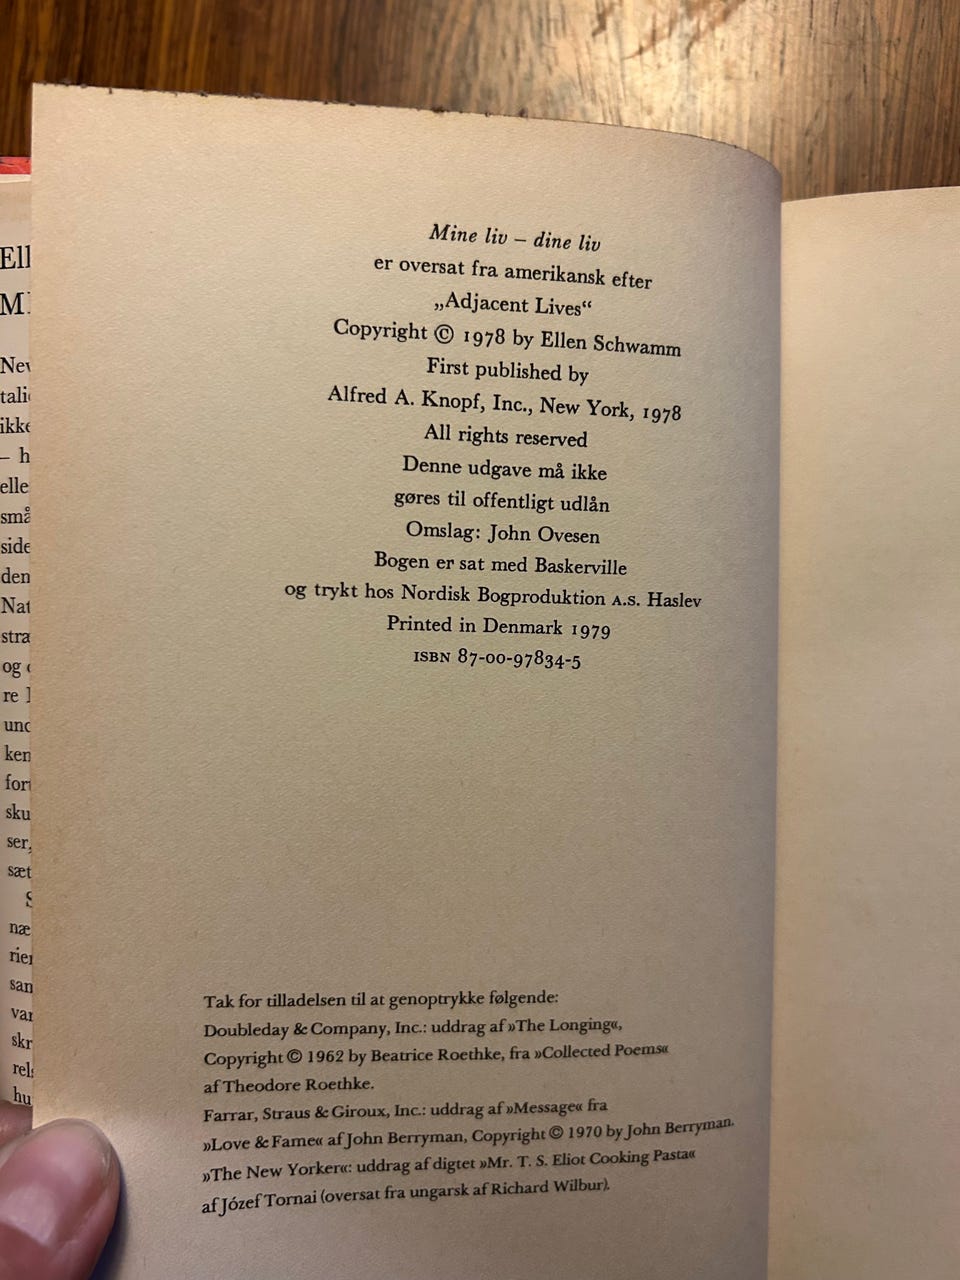 Mine liv – dine liv
er oversat fra amerikansk efter
„Adjacent Lives“
Copyright © 1978 by Ellen Schwamm
First published by
Alfred A. Knopf, Inc., New York, 1978
All rights reserved
Denne udgave må ikke
gøres til offentligt udlån
Omslag: John Ovesen
Bogen er sat med Baskerville
og trykt hos Nordisk Bogproduktion A.S. Haslev
Printed in Denmark 1979
ISBN 87-00-97834-5
Tak for tilladelsen til at genoptrykke følgende:
Doubleday & Company, Inc.: uddrag af »The Longing«,
Copyright © 1962 by Beatrice Roethke, fra »Collected Poems«
af Theodore Roethke.
Farrar, Straus & Giroux, Inc.: uddrag af »Message« fra
»Love & Fame« af John Berryman, Copyright © 1970 by John Berryman.
»The New Yorker«: uddrag af digtet »Mr. T. S. Eliot Cooking Pasta«
af Józef Tornai (oversat fra ungarsk af Richard Wilbur).